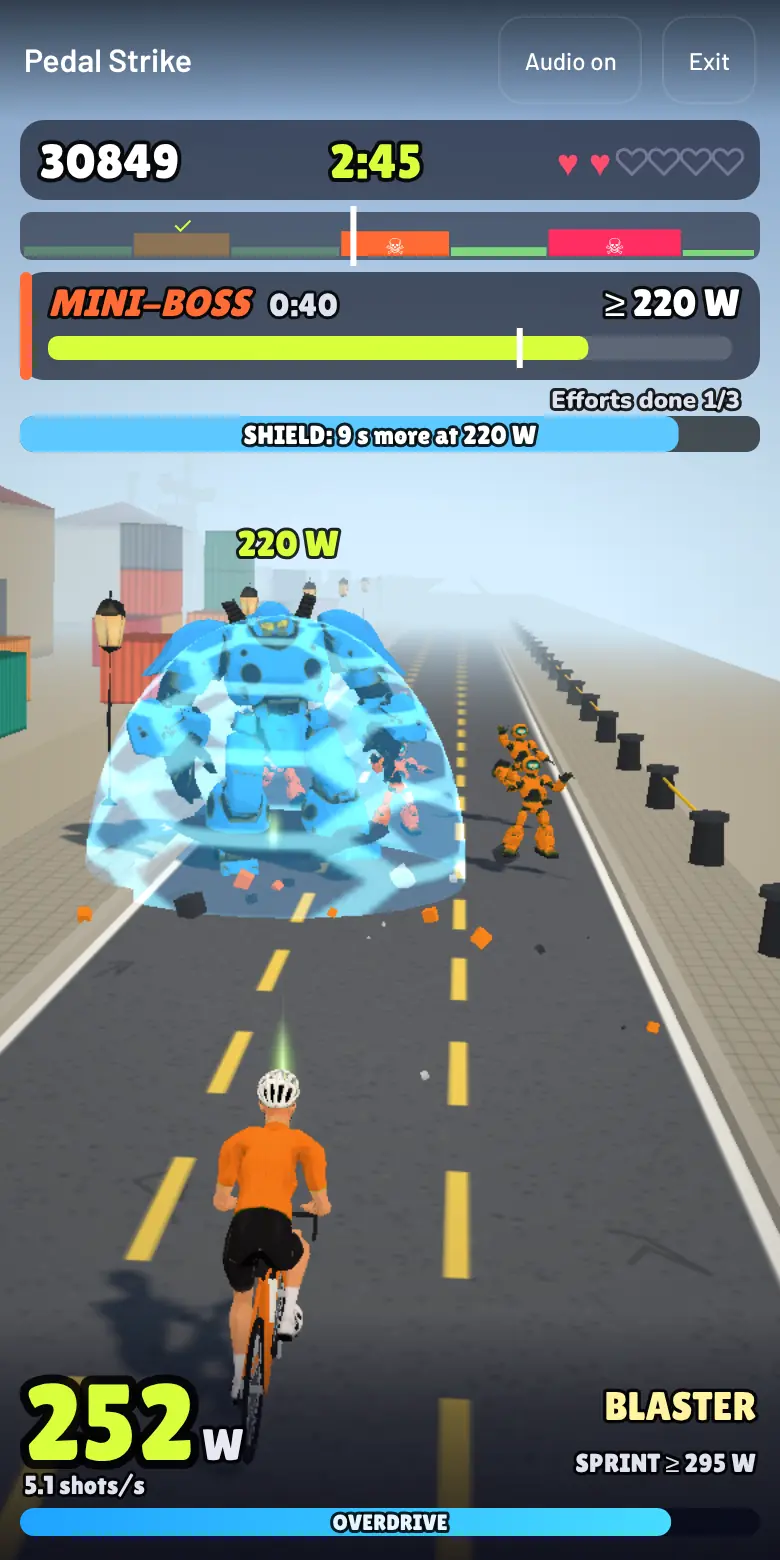 Pedal Strike
Audio on
Exit
30849
2:45
MINI-BOSS 0:40
≥ 220 W
Efforts done 1/3
SHIELD: 9 s more at 220 W
220 W
252 W
5.1 shots/s
BLASTER
SPRINT ≥ 295 W
OVERDRIVE